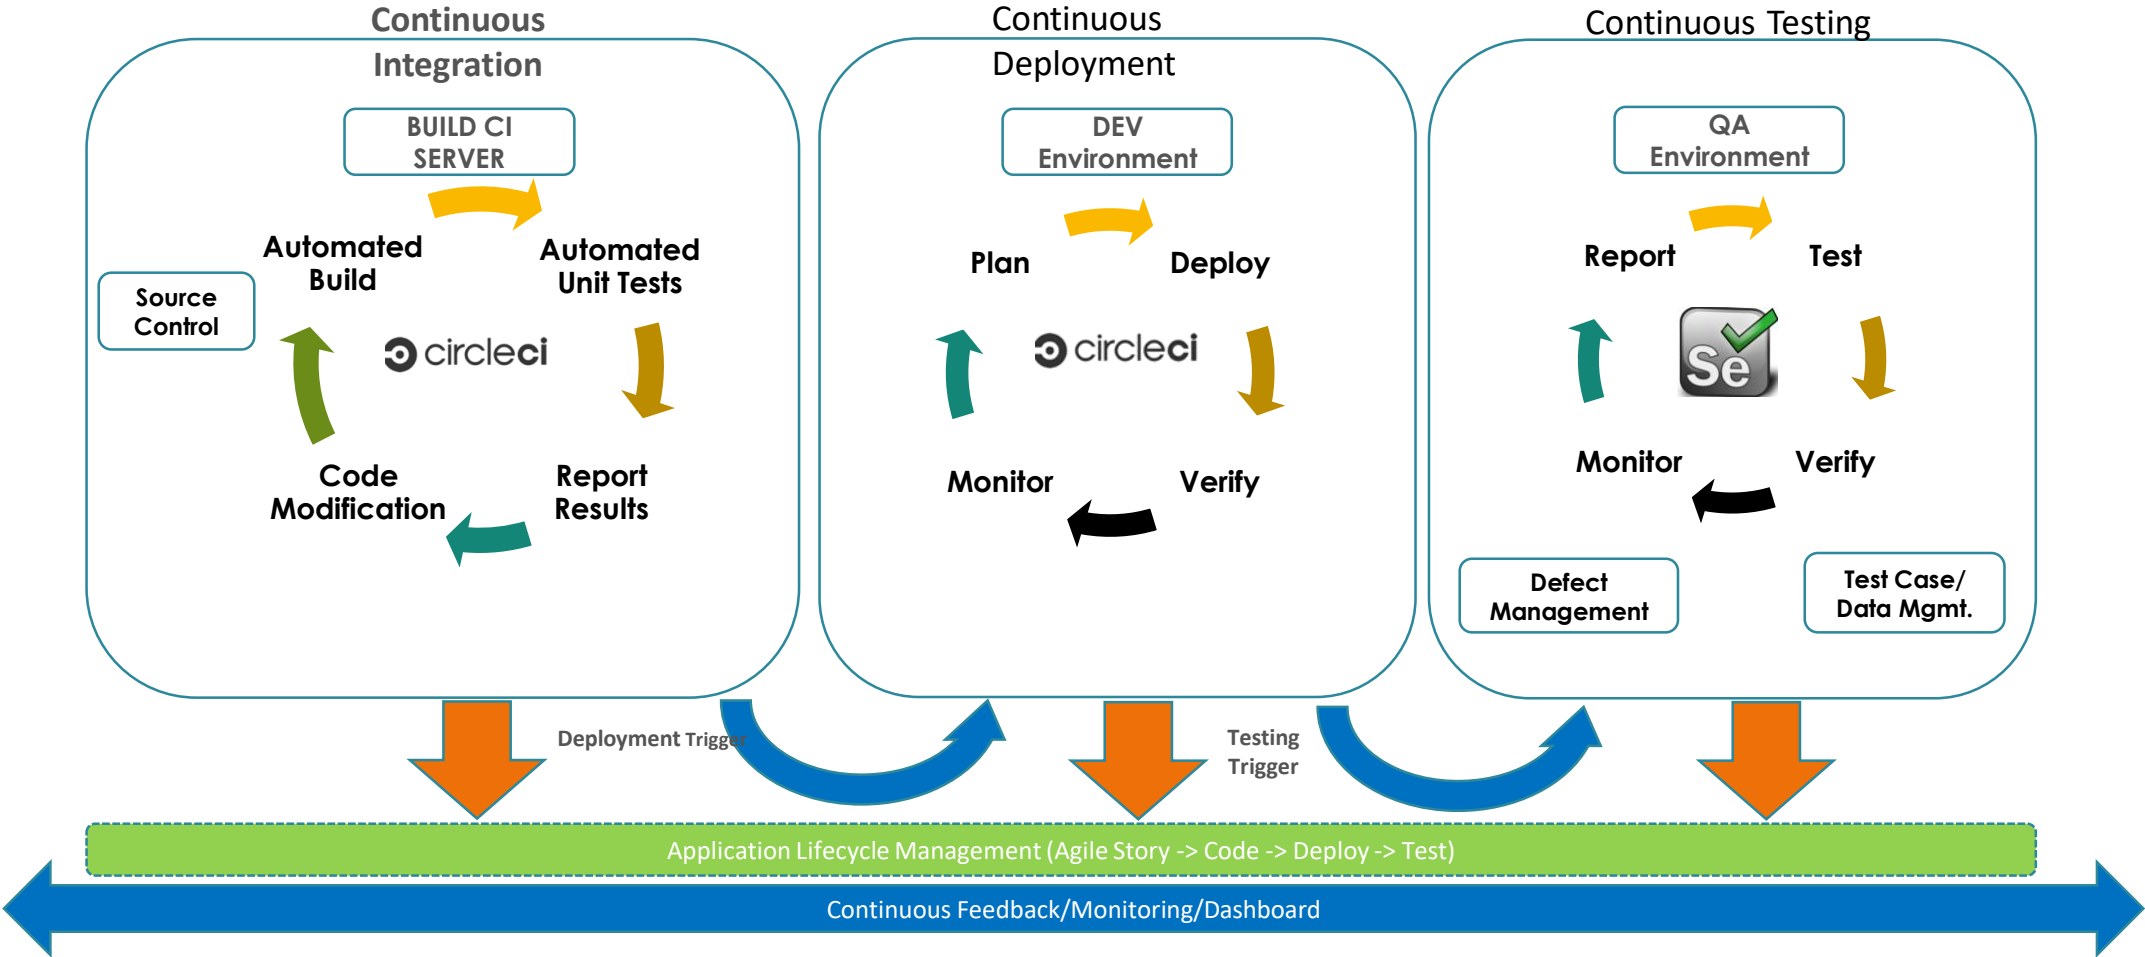 Continuous
Integration
BUILD CI
SERVER
Automated
Build
Automated
Unit Tests
Source
Control
circleci
Code
Modification
Report
Results
Continuous
Deployment
DEV
Environment
Plan
Deploy
circleci
Monitor
Verify
Continuous Testing
QA
Environment
Report
Test
Se
Monitor
Verify
Defect
Management
Test Case/
Data Mgmt.
Deployment Trigger
Testing
Trigger
Application Lifecycle Management (Agile Story -> Code -> Deploy -> Test)
Continuous Feedback/Monitoring/Dashboard